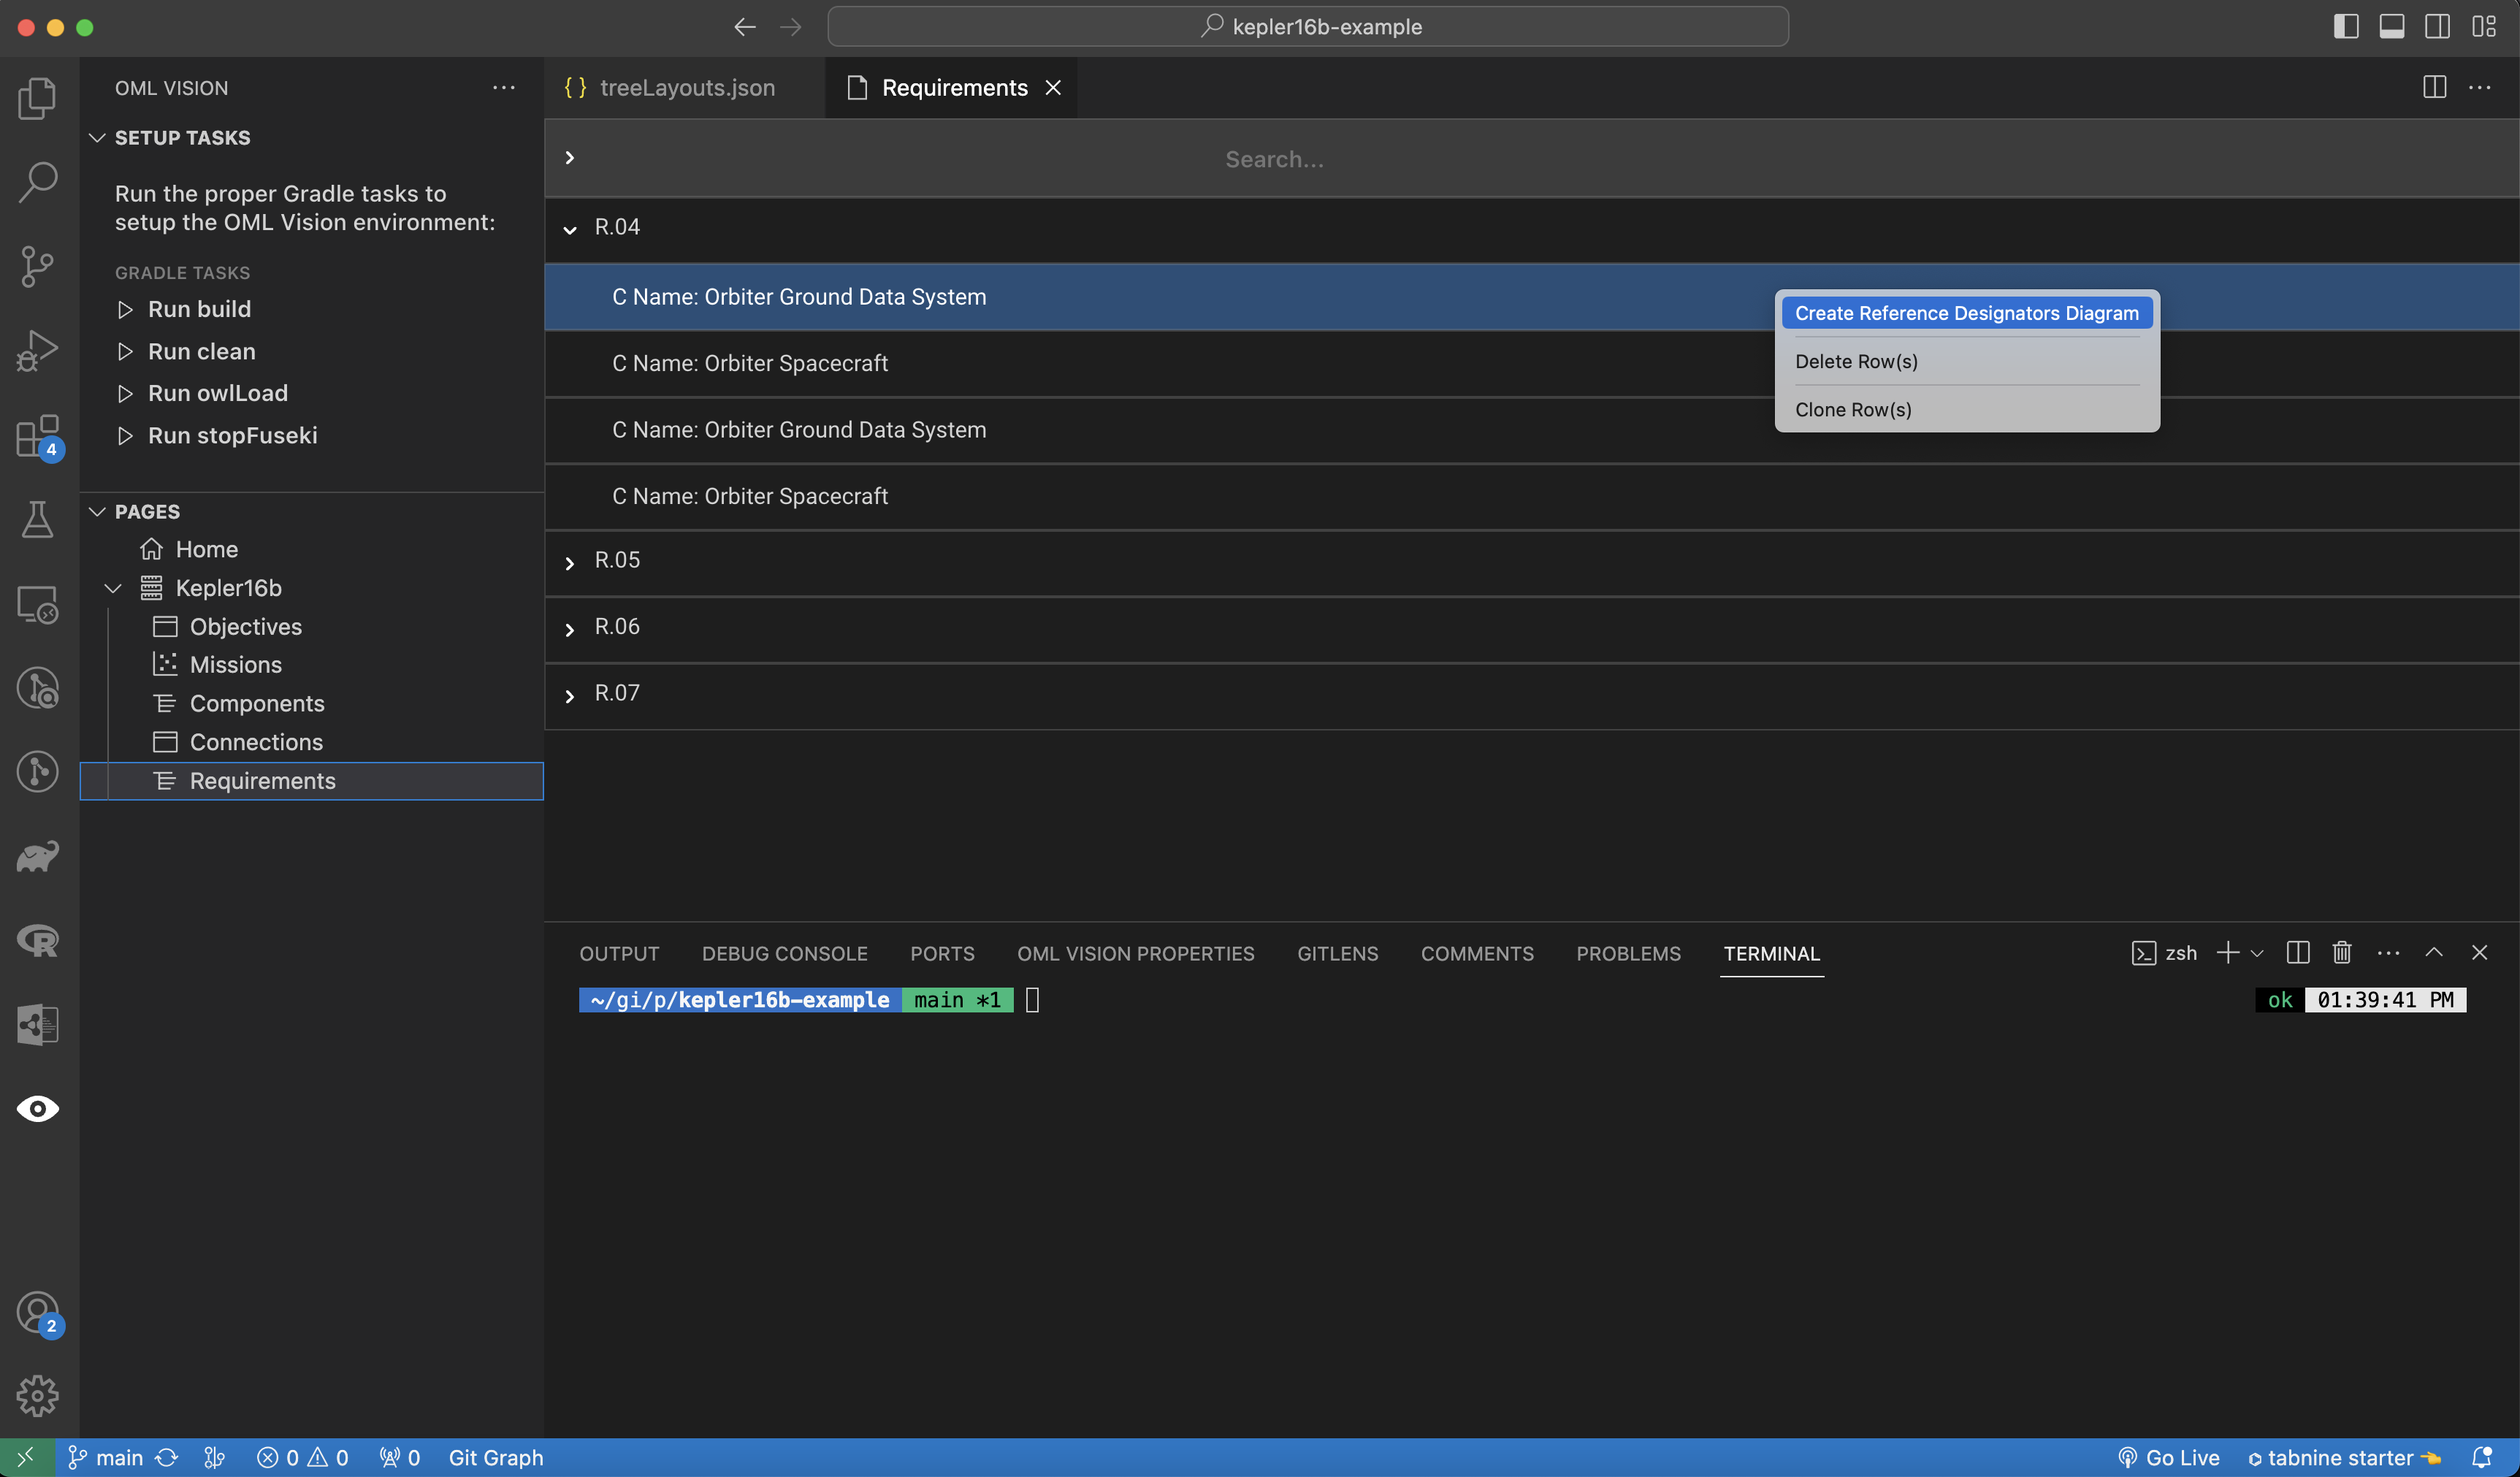 kepler16b-example
OML VISION
SETUP TASKS
Run the proper Gradle tasks to
setup the OML Vision environment:
GRADLE TASKS
Run build
Run clean
Run owlLoad
Run stopFuseki
PAGES
Home
Kepler16b
Objectives
Missions
Components
Connections
Requirements
4
2
{ } treeLayouts.json
Requirements
Search...
R.04
C Name: Orbiter Ground Data System
C Name: Orbiter Spacecraft
C Name: Orbiter Ground Data System
C Name: Orbiter Spacecraft
R.05
R.06
R.07
Create Reference Designators Diagram
Delete Row(s)
Clone Row(s)
OUTPUT DEBUG CONSOLE PORTS OML VISION PROPERTIES GITLENS COMMENTS PROBLEMS TERMINAL zsh
~/gi/p/kepler16b-example main *1 ok 01:39:41 PM
main 0 0 0 Git Graph Go Live tabnine starter